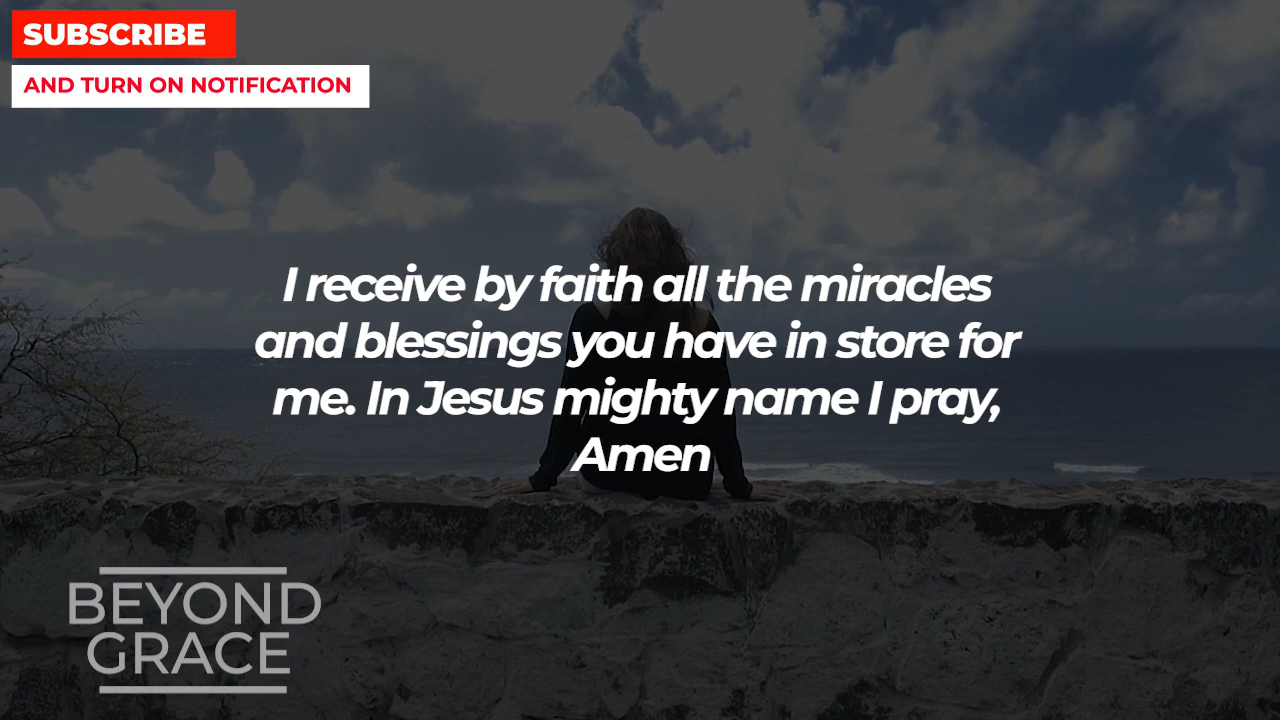 SUBSCRIBE
AND TURN ON NOTIFICATION
I receive by faith all the miracles
and blessings you have in store for
me. In Jesus mighty name I pray,
Amen
BEYOND
GRACE